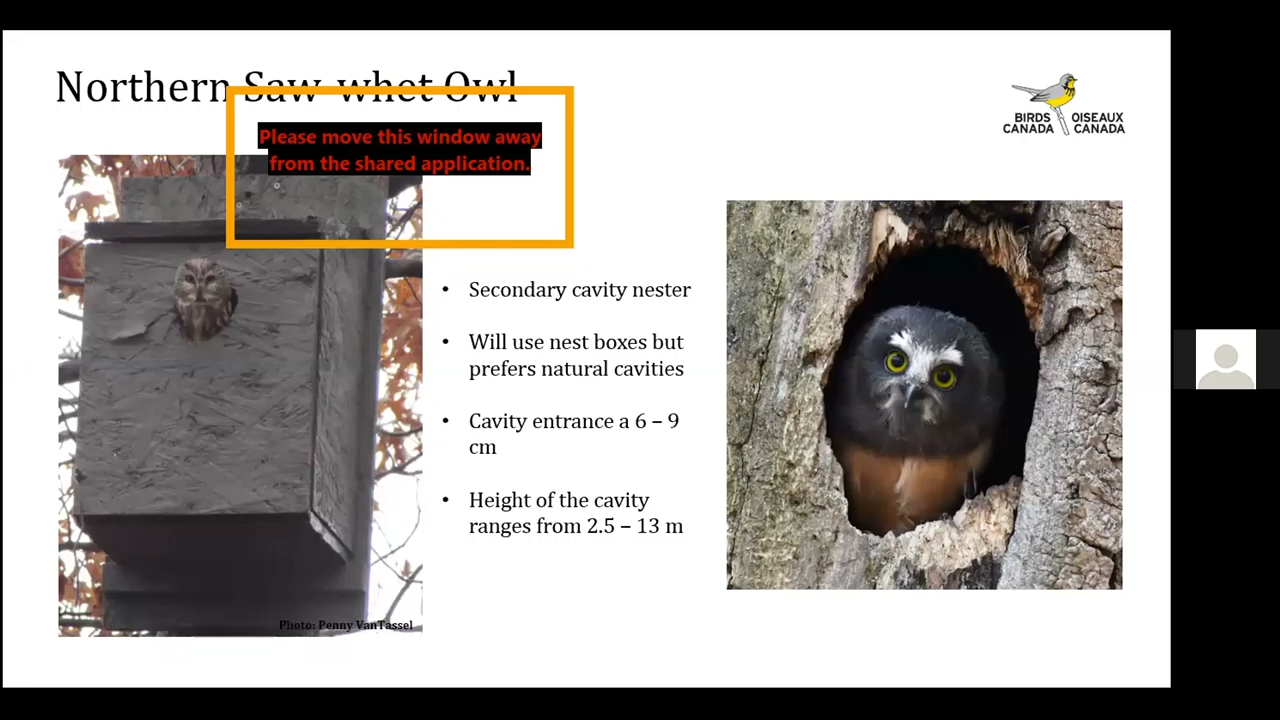 Northern Saw-whet Owl
Please move this window away
from the shared application.
BIRDS CANADA
OISEAUX CANADA
• Secondary cavity nester
• Will use nest boxes but
prefers natural cavities
• Cavity entrance a 6 – 9
cm
• Height of the cavity
ranges from 2.5 – 13 m
Photo: Penny VanTassel